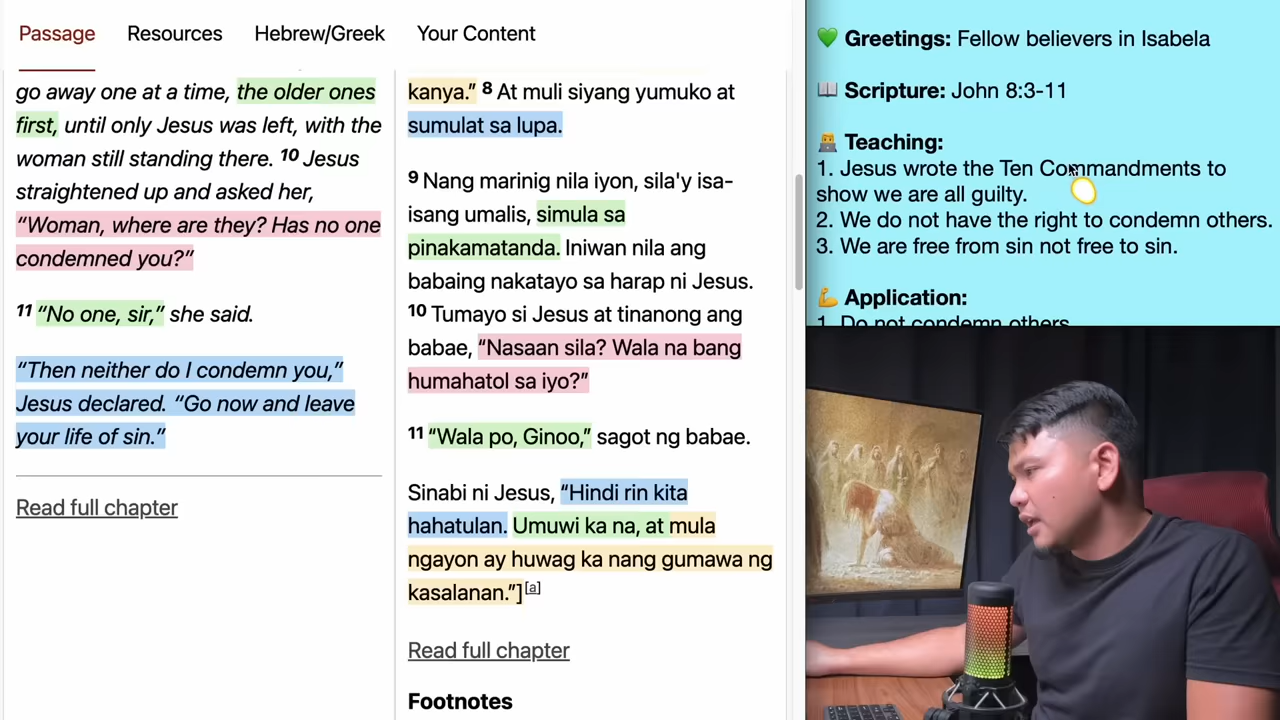 Passage
Resources
Hebrew/Greek
Your Content
go away one at a time, the older ones
first, until only Jesus was left, with the
woman still standing there. 10 Jesus
straightened up and asked her,
“Woman, where are they? Has no one
condemned you?”
11 “No one, sir,” she said.
“Then neither do I condemn you,”
Jesus declared. “Go now and leave
your life of sin.”
Read full chapter
kanya.” 8 At muli siyang yumuko at
sumulat sa lupa.
9 Nang marinig nila iyon, sila'y isa-
isang umalis, simula sa
pinakamatanda. Iniwan nila ang
babaing nakatayo sa harap ni Jesus.
10 Tumayo si Jesus at tinanong ang
babae, “Nasaan sila? Wala na bang
humahatol sa iyo?”
11 “Wala po, Ginoo,” sagot ng babae.
Sinabi ni Jesus, “Hindi rin kita
hahatulan. Umuwi ka na, at mula
ngayon ay huwag ka nang gumawa ng
kasalanan.”][a]
Read full chapter
Footnotes
Greetings: Fellow believers in Isabela
Scripture: John 8:3-11
Teaching:
1. Jesus wrote the Ten Commandments to
show we are all guilty.
2. We do not have the right to condemn others.
3. We are free from sin not free to sin.
Application:
1. Do not condemn others